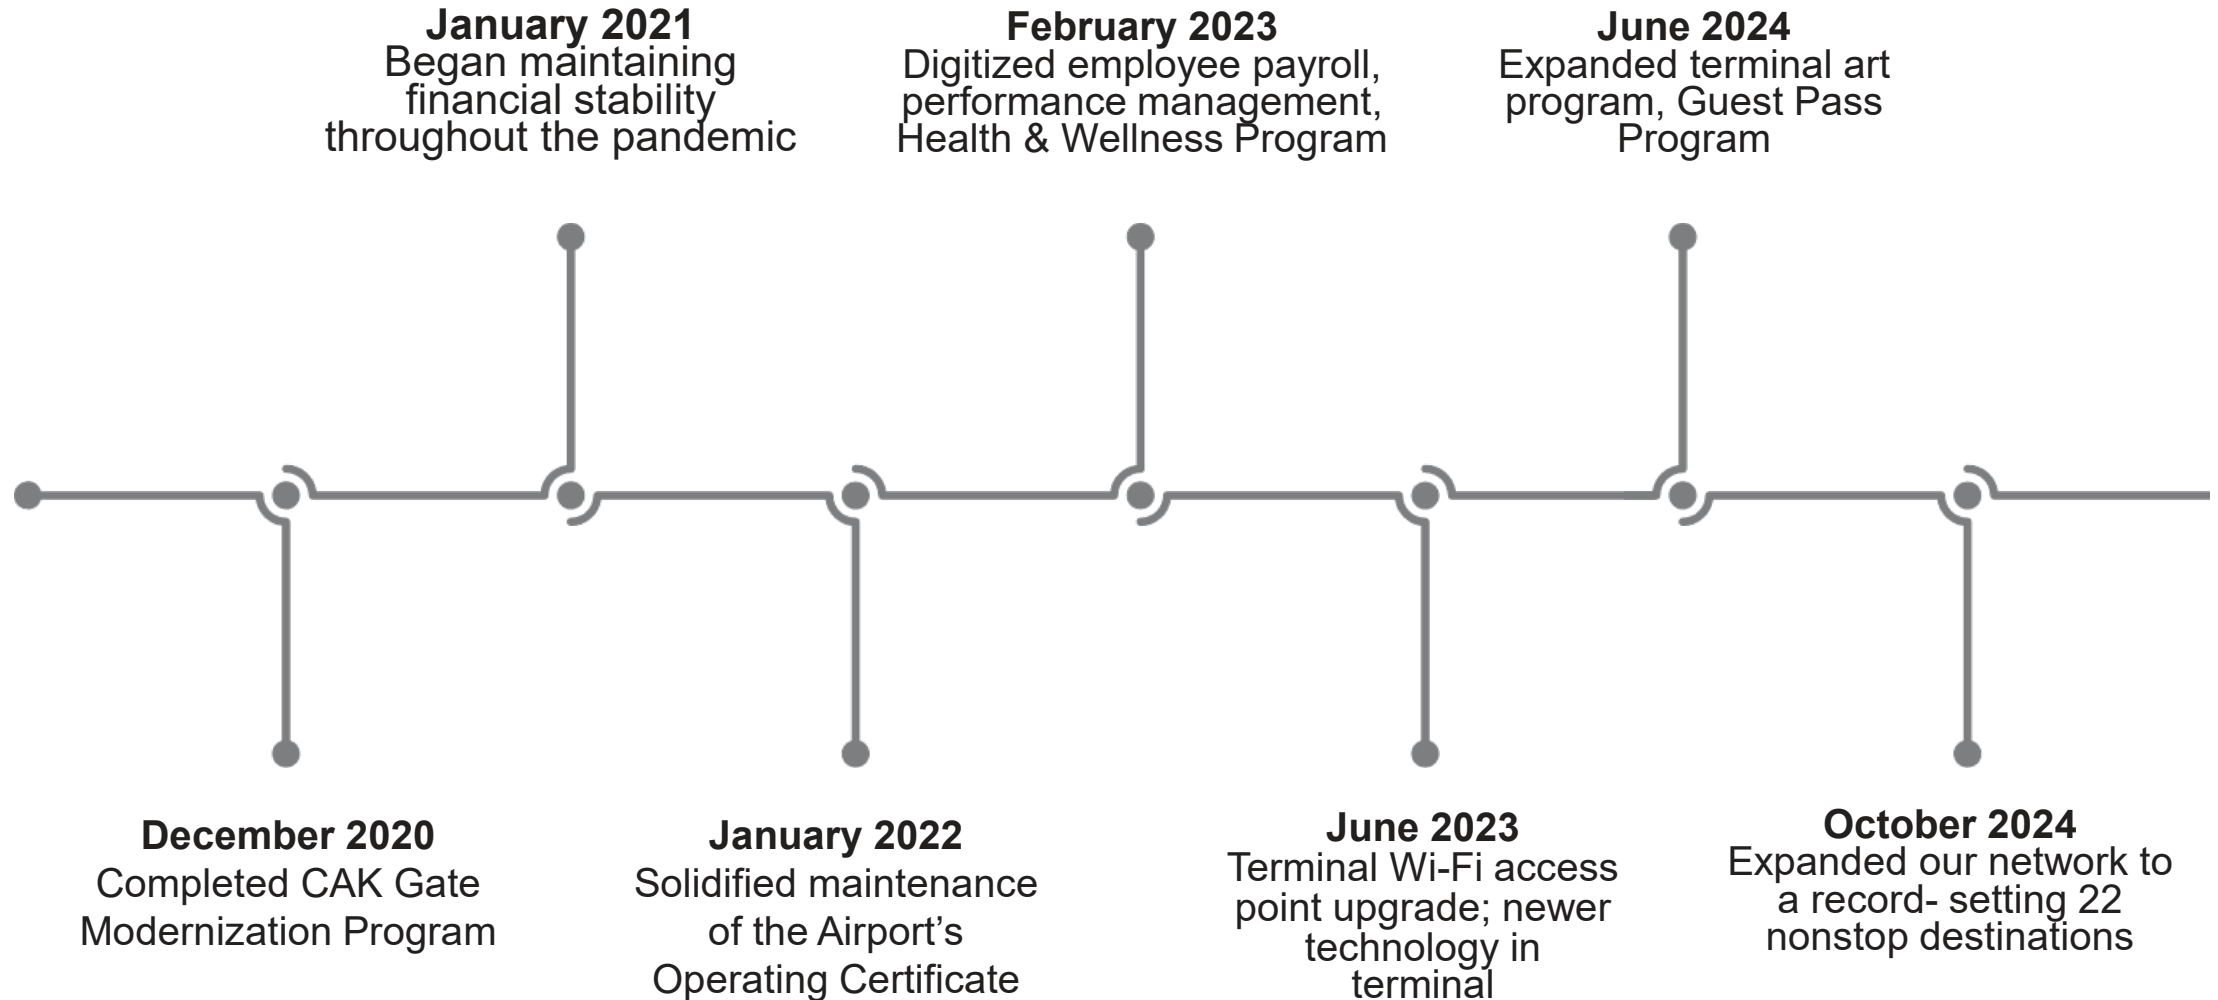 January 2021
Began maintaining
financial stability
throughout the pandemic
February 2023
Digitized employee payroll,
performance management,
Health & Wellness Program
June 2024
Expanded terminal art
program, Guest Pass
Program
December 2020
Completed CAK Gate
Modernization Program
January 2022
Solidified maintenance
of the Airport’s
Operating Certificate
June 2023
Terminal Wi-Fi access
point upgrade; newer
technology in
terminal
October 2024
Expanded our network to
a record- setting 22
nonstop destinations